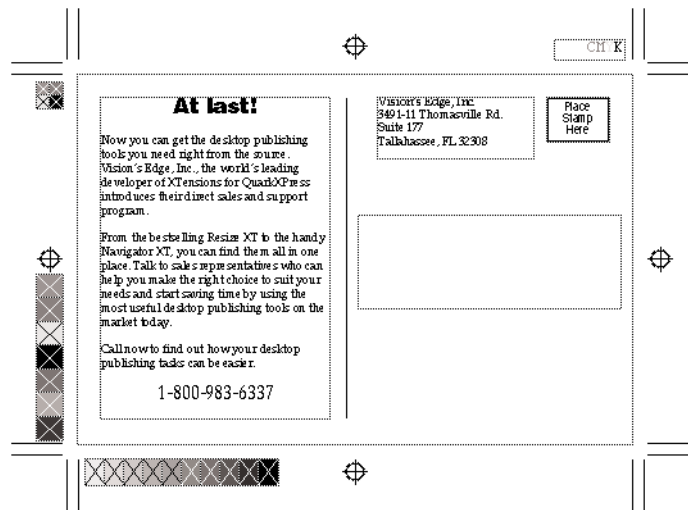 CMYK
At last!
Now you can get the desktop publishing
tools you need right from the source.
Vision's Edge, Inc., the world's leading
developer of XTensions for QuarkXPress
introduces their direct sales and support
program.
From the bestselling Resize XT to the handy
Navigator XT, you can find them all in one
place. Talk to sales representatives who can
help you make the right choice to suit your
needs and start saving time by using the
most useful desktop publishing tools on the
market today.
Call now to find out how your desktop
publishing tasks can be easier.
1-800-983-6337
Vision's Edge, Inc.
3491-11 Thomasville Rd.
Suite 177
Tallahassee, FL 32308
Place
Stamp
Here